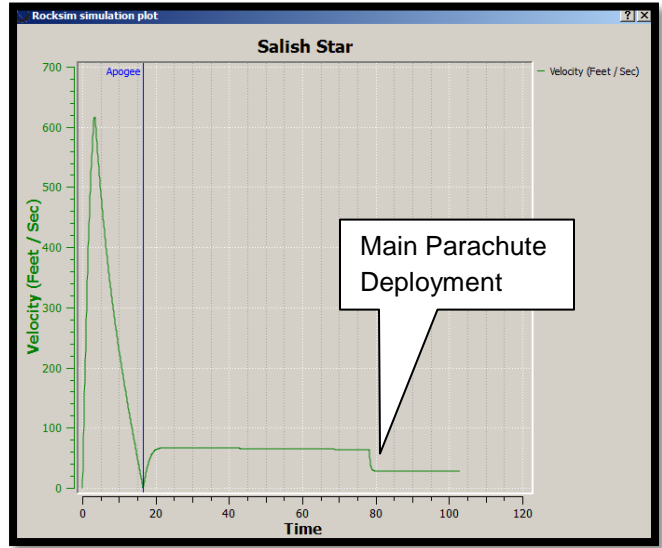 Rocksim simulation plot
Salish Star
Apogee
Velocity (Feet / Sec)
Velocity (Feet / Sec)
700
600
500
400
300
200
100
0
Main Parachute
Deployment
0 20 40 60 80 100 120
Time